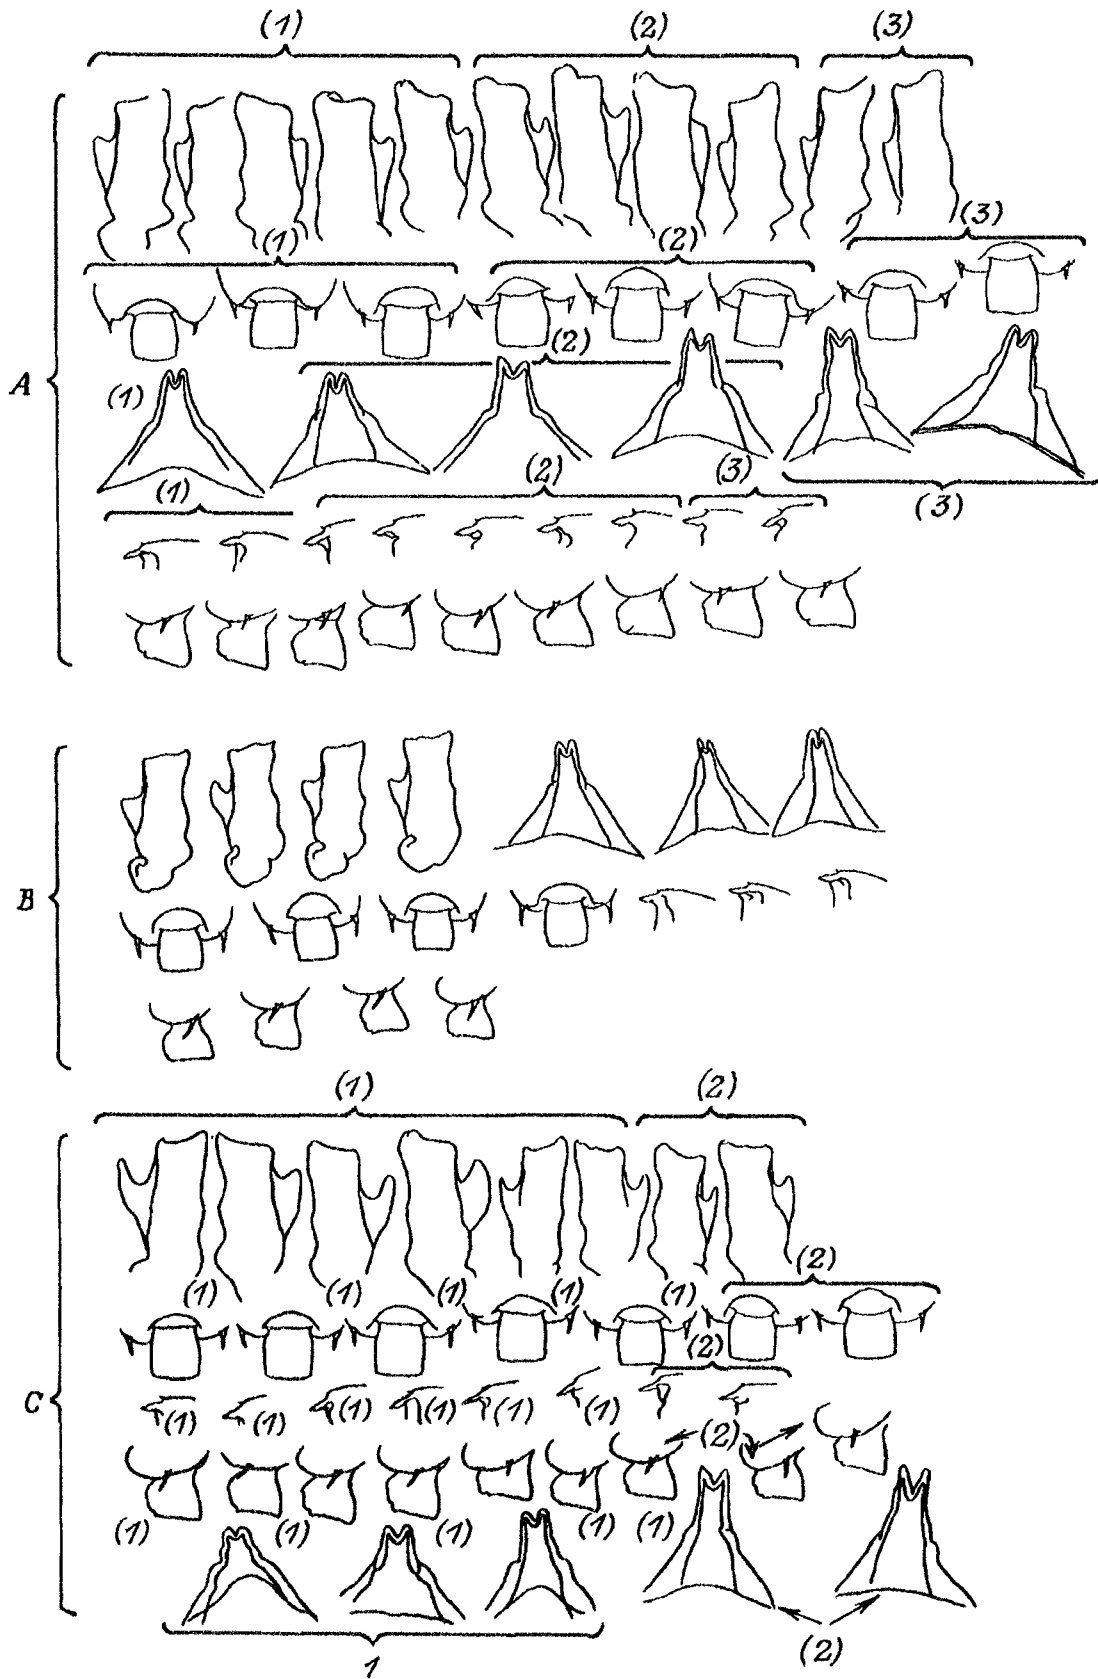 (1) (2) (3)
(1) (2) (3)
A
(2)
(1)
(1) (2) (3) (3)
B
(1) (2)
(2)
(1) (1) (1) (1) (1)
(2)
C
(1) (1) (1) (1) (1) (1)
(2)
(1) (1) (1) (1) (1)
1 (2)